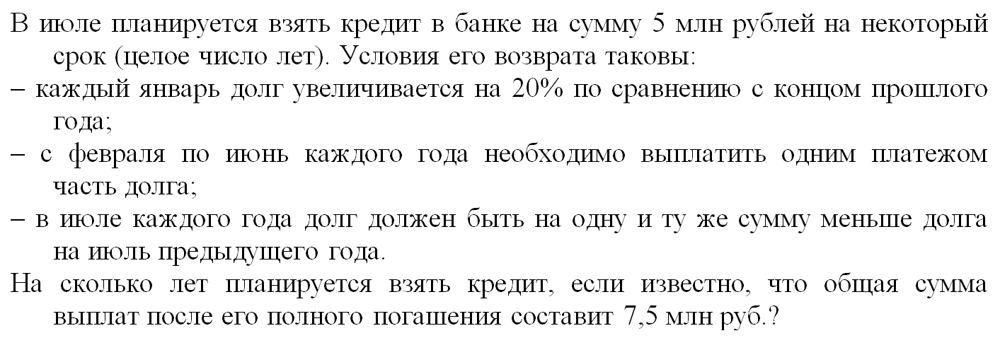 В июле планируется взять кредит в банке на сумму 5 млн рублей на некоторый
срок (целое число лет). Условия его возврата таковы:
– каждый январь долг увеличивается на 20% по сравнению с концом прошлого
года;
– с февраля по июнь каждого года необходимо выплатить одним платежом
часть долга;
– в июле каждого года долг должен быть на одну и ту же сумму меньше долга
на июль предыдущего года.
На сколько лет планируется взять кредит, если известно, что общая сумма
выплат после его полного погашения составит 7,5 млн руб.?